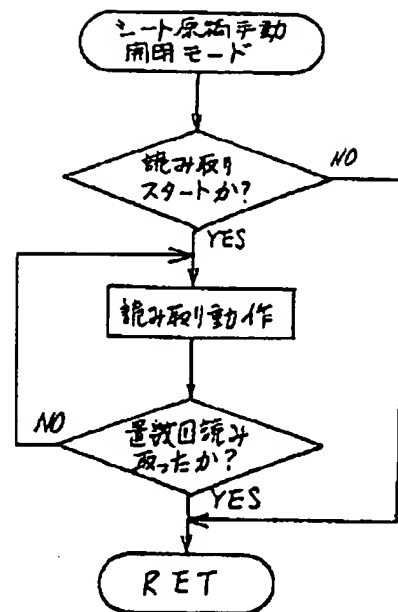 シート原稿手動
開閉モード
読み取り
スタートか?
NO
YES
読み取り動作
NO
置数回読み
取ったか?
YES
RET